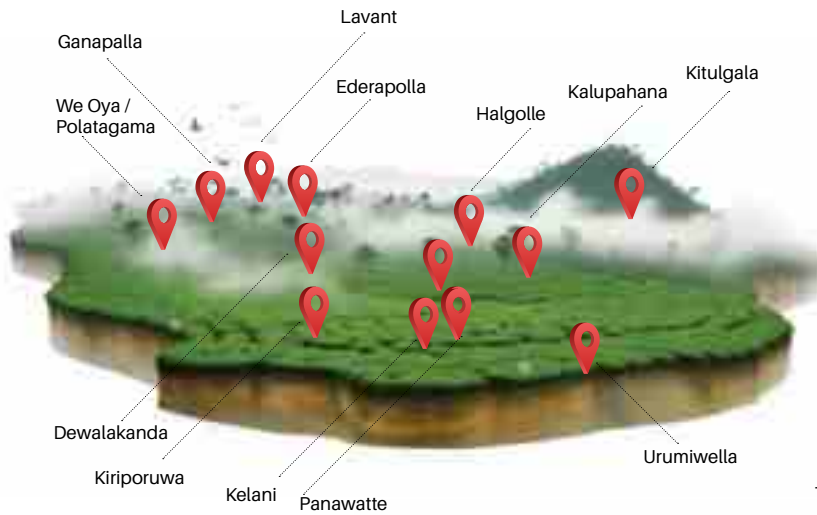 Lavant
Ganapalla
Ederapolla
Kitulgala
Kalupahana
We Oya /
Polatagama
Halgolle
Dewalakanda
Kiriporuwa
Kelani
Panawatte
Urumiwella